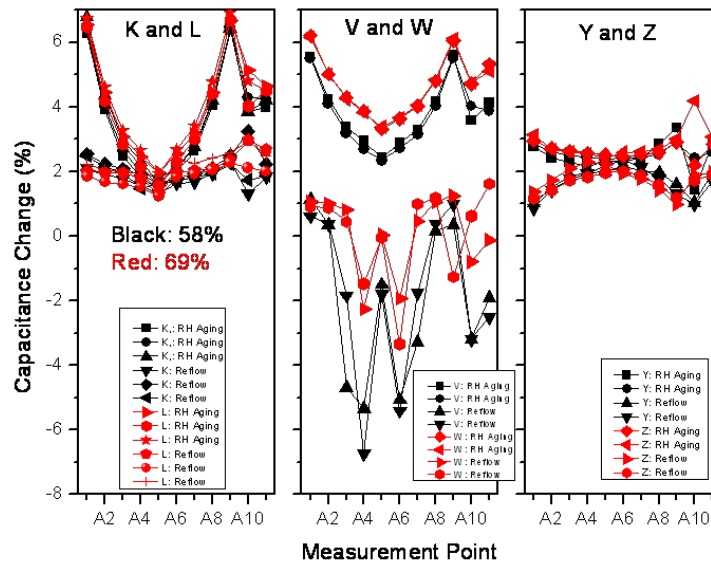 K and L
V and W
Y and Z
Capacitance Change (%)
6
4
2
0
-2
-4
-6
-8
Black: 58%
Red: 69%
K,: RH Aging
K,: RH Aging
K,: RH Aging
K: Reflow
K: Reflow
K: Reflow
L: RH Aging
L: RH Aging
L: RH Aging
L: Reflow
L: Reflow
L: Reflow
V: RH Aging
V: RH Aging
V: Reflow
V: Reflow
W: RH Aging
W: RH Aging
W: Reflow
W: Reflow
Y: RH Aging
Y: RH Aging
Y: Reflow
Y: Reflow
Z: RH Aging
Z: RH Aging
Z: Reflow
Z: Reflow
A2 A4 A6 A8 A10
A2 A4 A6 A8 A10
A2 A4 A6 A8 A10
Measurement Point